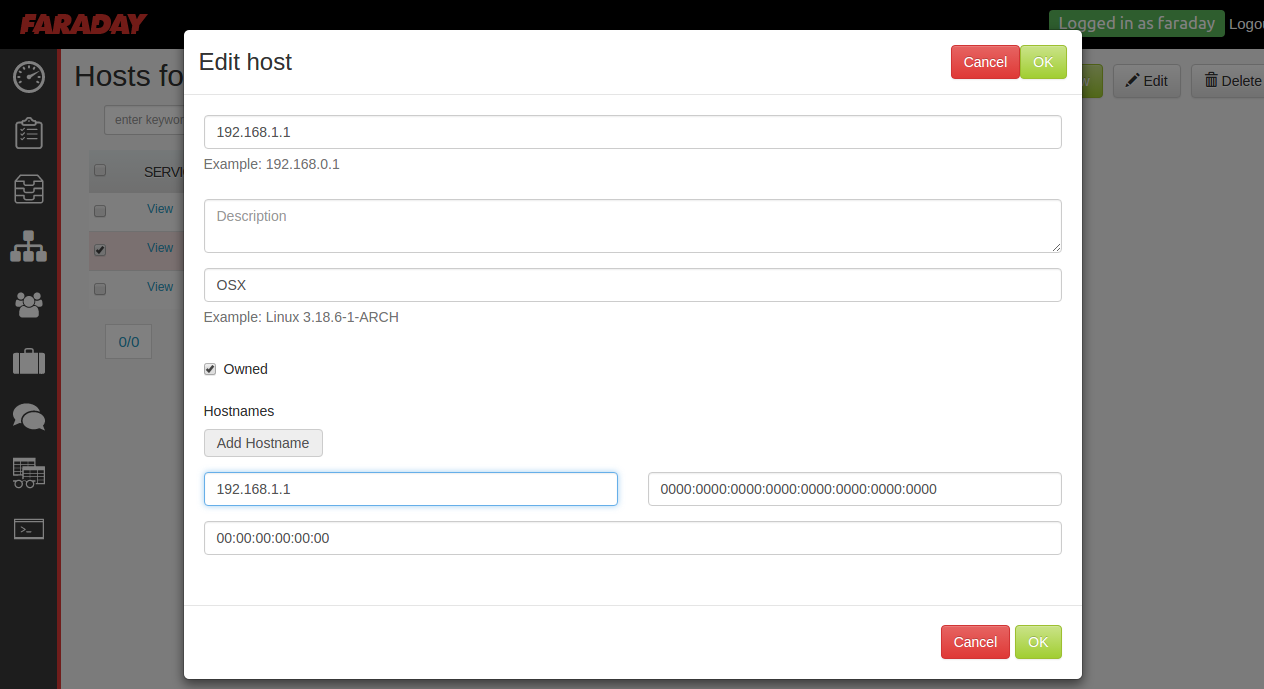 FARADAY
Logged in as faraday Logou
Hosts fo
Edit host
Cancel OK
w Edit Delete
enter keywor
192.168.1.1
Example: 192.168.0.1
SERVI
View
Description
View
OSX
View
Example: Linux 3.18.6-1-ARCH
0/0
Owned
Hostnames
Add Hostname
192.168.1.1 0000:0000:0000:0000:0000:0000:0000:0000
>_
00:00:00:00:00:00
Cancel OK